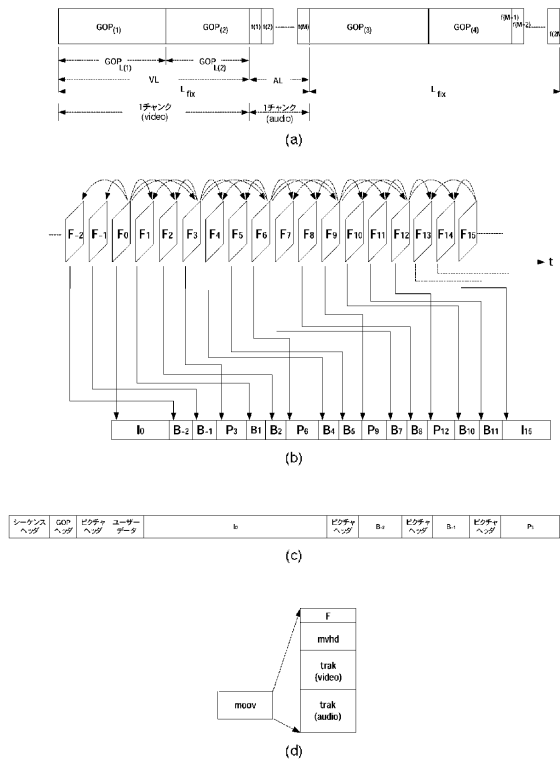 GOP(1) GOP(2) f(1) f(2) f(M) GOP(3) GOP(4) f(M+1) f(M+2) f(2M
GOP L(1) GOP L(2)
VL AL
L fix L fix
1チャンク (video) 1チャンク (audio)
(a)
F-2 F-1 F0 F1 F2 F3 F4 F5 F6 F7 F8 F9 F10 F11 F12 F13 F14 F15
t
I0 B-2 B-1 P3 B1 B2 P6 B4 B5 P9 B7 B8 P12 B10 B11 I15
(b)
シーケンスヘッダ GOPヘッダ ピクチャヘッダ ユーザーデータ I0 ピクチャヘッダ B-2 ピクチャヘッダ B-1 ピクチャヘッダ P3
(c)
F
mvhd
trak
(video)
moov
trak
(audio)
(d)